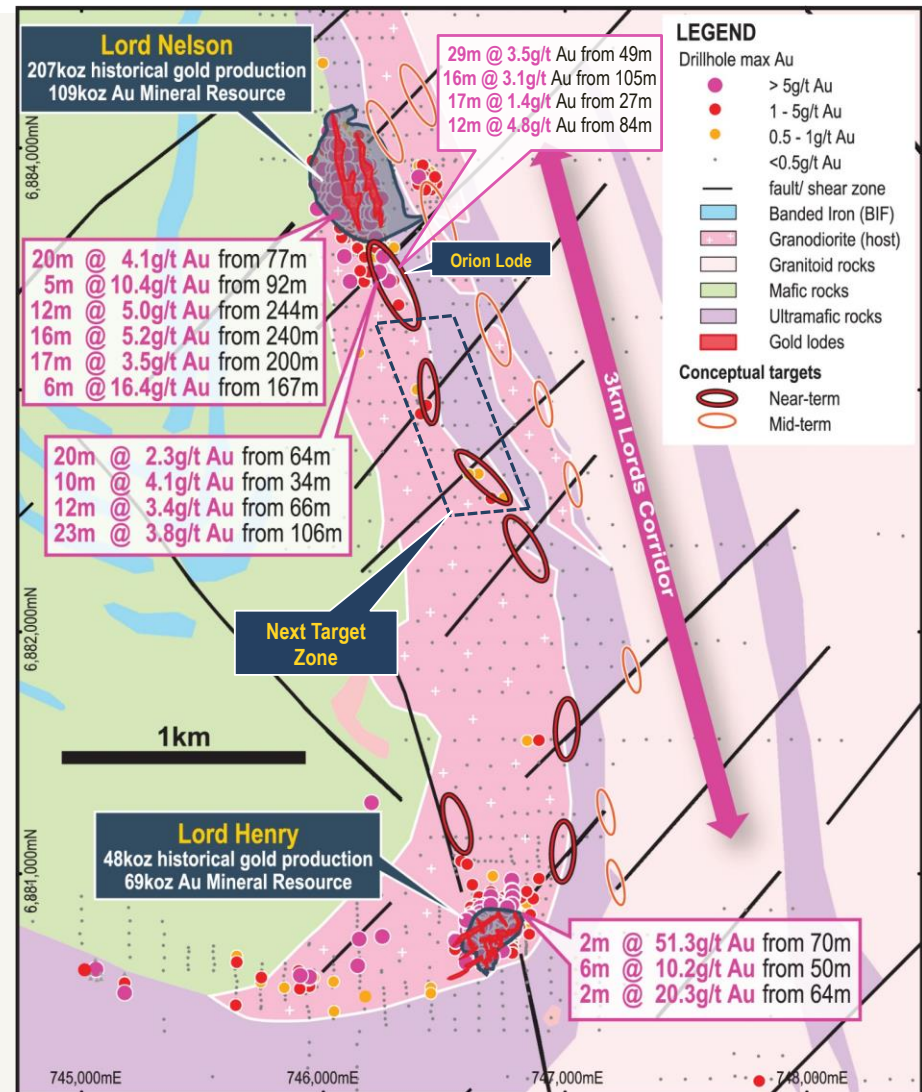 Lord Nelson
207koz historical gold production
109koz Au Mineral Resource
29m @ 3.5g/t Au from 49m
16m @ 3.1g/t Au from 105m
17m @ 1.4g/t Au from 27m
12m @ 4.8g/t Au from 84m
LEGEND
Drillhole max Au
> 5g/t Au
1 - 5g/t Au
0.5 - 1g/t Au
<0.5g/t Au
fault/ shear zone
Banded Iron (BIF)
Granodiorite (host)
Granitoid rocks
Mafic rocks
Ultramafic rocks
Gold lodes
Conceptual targets
Near-term
Mid-term
6,884,000mN
20m @ 4.1g/t Au from 77m
5m @ 10.4g/t Au from 92m
12m @ 5.0g/t Au from 244m
16m @ 5.2g/t Au from 240m
17m @ 3.5g/t Au from 200m
6m @ 16.4g/t Au from 167m
Orion Lode
20m @ 2.3g/t Au from 64m
10m @ 4.1g/t Au from 34m
12m @ 3.4g/t Au from 66m
23m @ 3.8g/t Au from 106m
3km Lords Corridor
Next Target
Zone
6,882,000mN
1km
Lord Henry
48koz historical gold production
69koz Au Mineral Resource
6,881,000mN
2m @ 51.3g/t Au from 70m
6m @ 10.2g/t Au from 50m
2m @ 20.3g/t Au from 64m
745,000mE
746,000mE
747,000mE
748,000mE